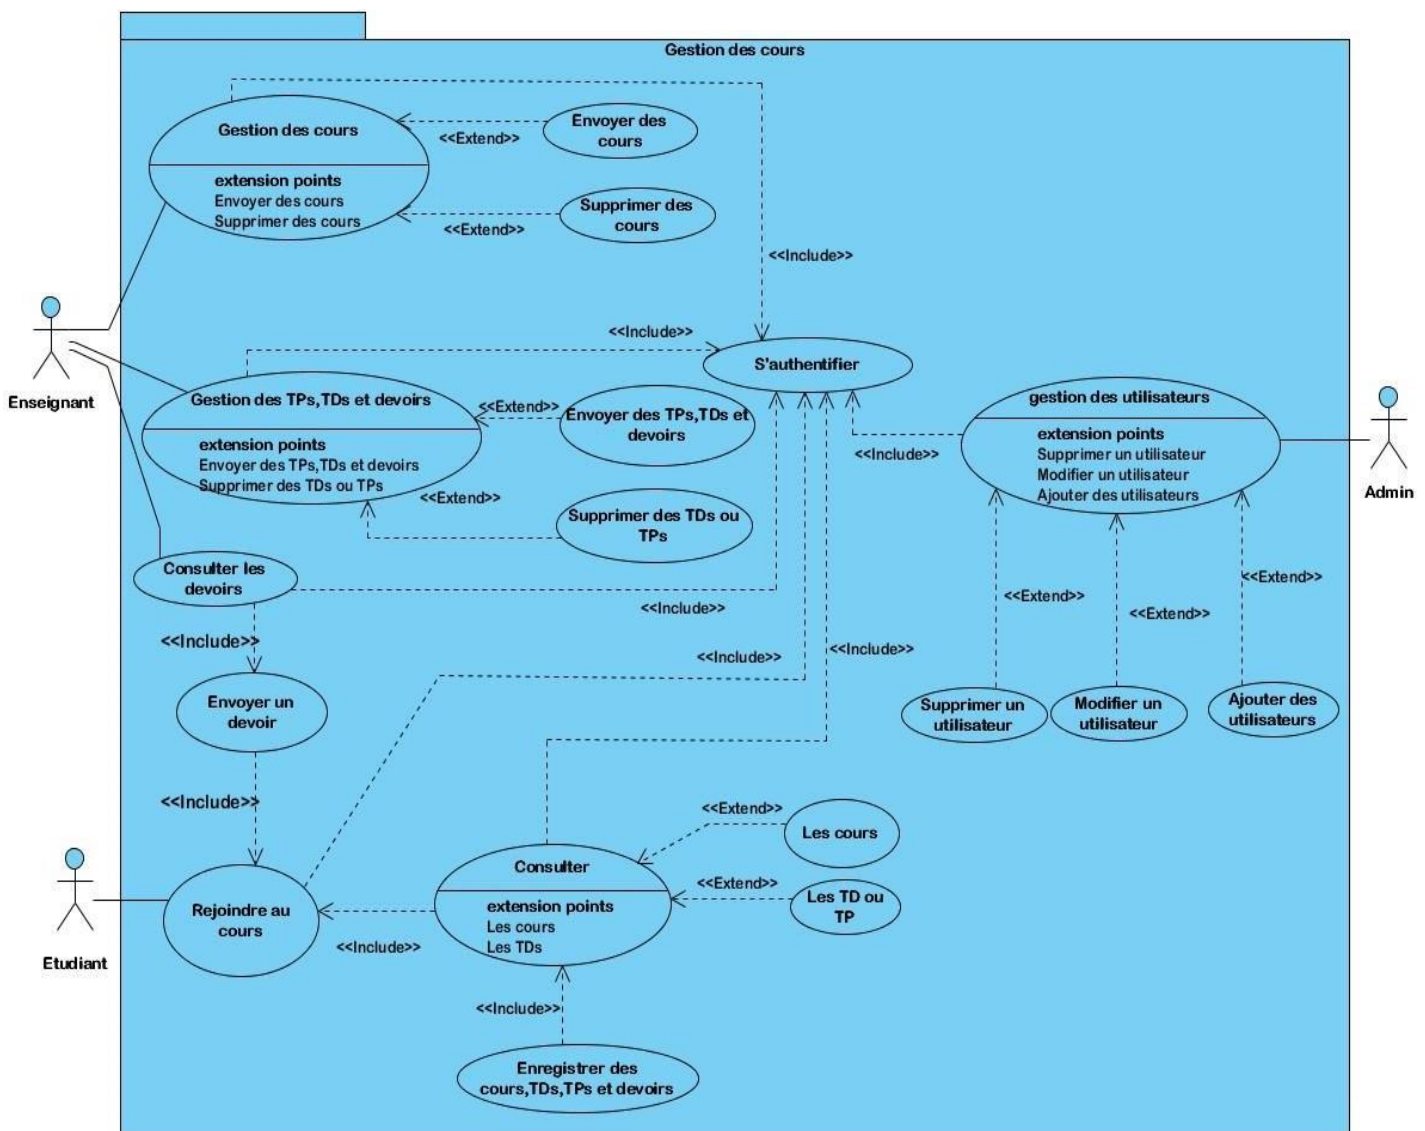 Gestion des cours
Gestion des cours
extension points
Envoyer des cours
Supprimer des cours
<<Extend>>
Envoyer des
cours
<<Extend>>
Supprimer des
cours
<<Include>>
Enseignant
<<Include>>
S'authentifier
Gestion des TPs,TDs et devoirs
extension points
Envoyer des TPs,TDs et devoirs
Supprimer des TDs ou TPs
<<Extend>>
Envoyer des TPs,TDs et
devoirs
<<Extend>>
Supprimer des TDs ou
TPs
gestion des utilisateurs
extension points
Supprimer un utilisateur
Modifier un utilisateur
Ajouter des utilisateurs
<<Include>>
Admin
Consulter les
devoirs
<<Include>>
<<Include>>
<<Include>>
<<Include>>
<<Extend>>
<<Extend>>
<<Extend>>
Envoyer un
devoir
Supprimer un
utilisateur
Modifier un
utilisateur
Ajouter des
utilisateurs
<<Include>>
<<Extend>>
Les cours
<<Extend>>
Les TD ou
TP
Consulter
extension points
Les cours
Les TDs
Rejoindre au
cours
<<Include>>
Etudiant
<<Include>>
Enregistrer des
cours,TDs,TPs et devoirs